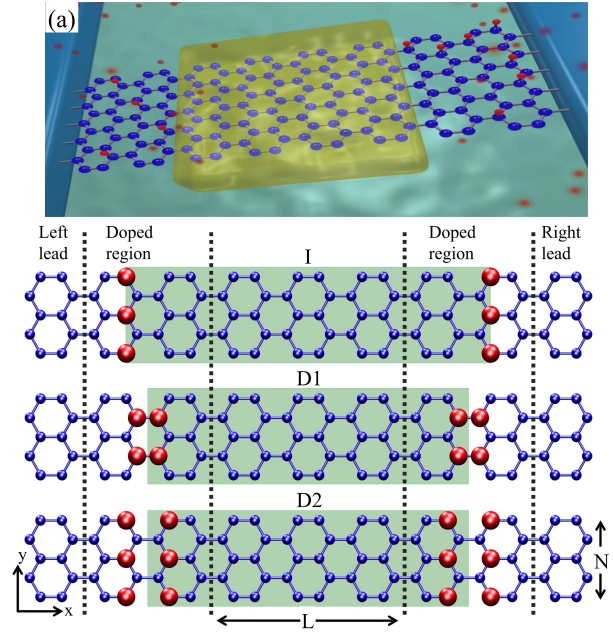 (a)
Left lead
Doped region
I
Doped region
Right lead
D1
D2
y
x
L
N